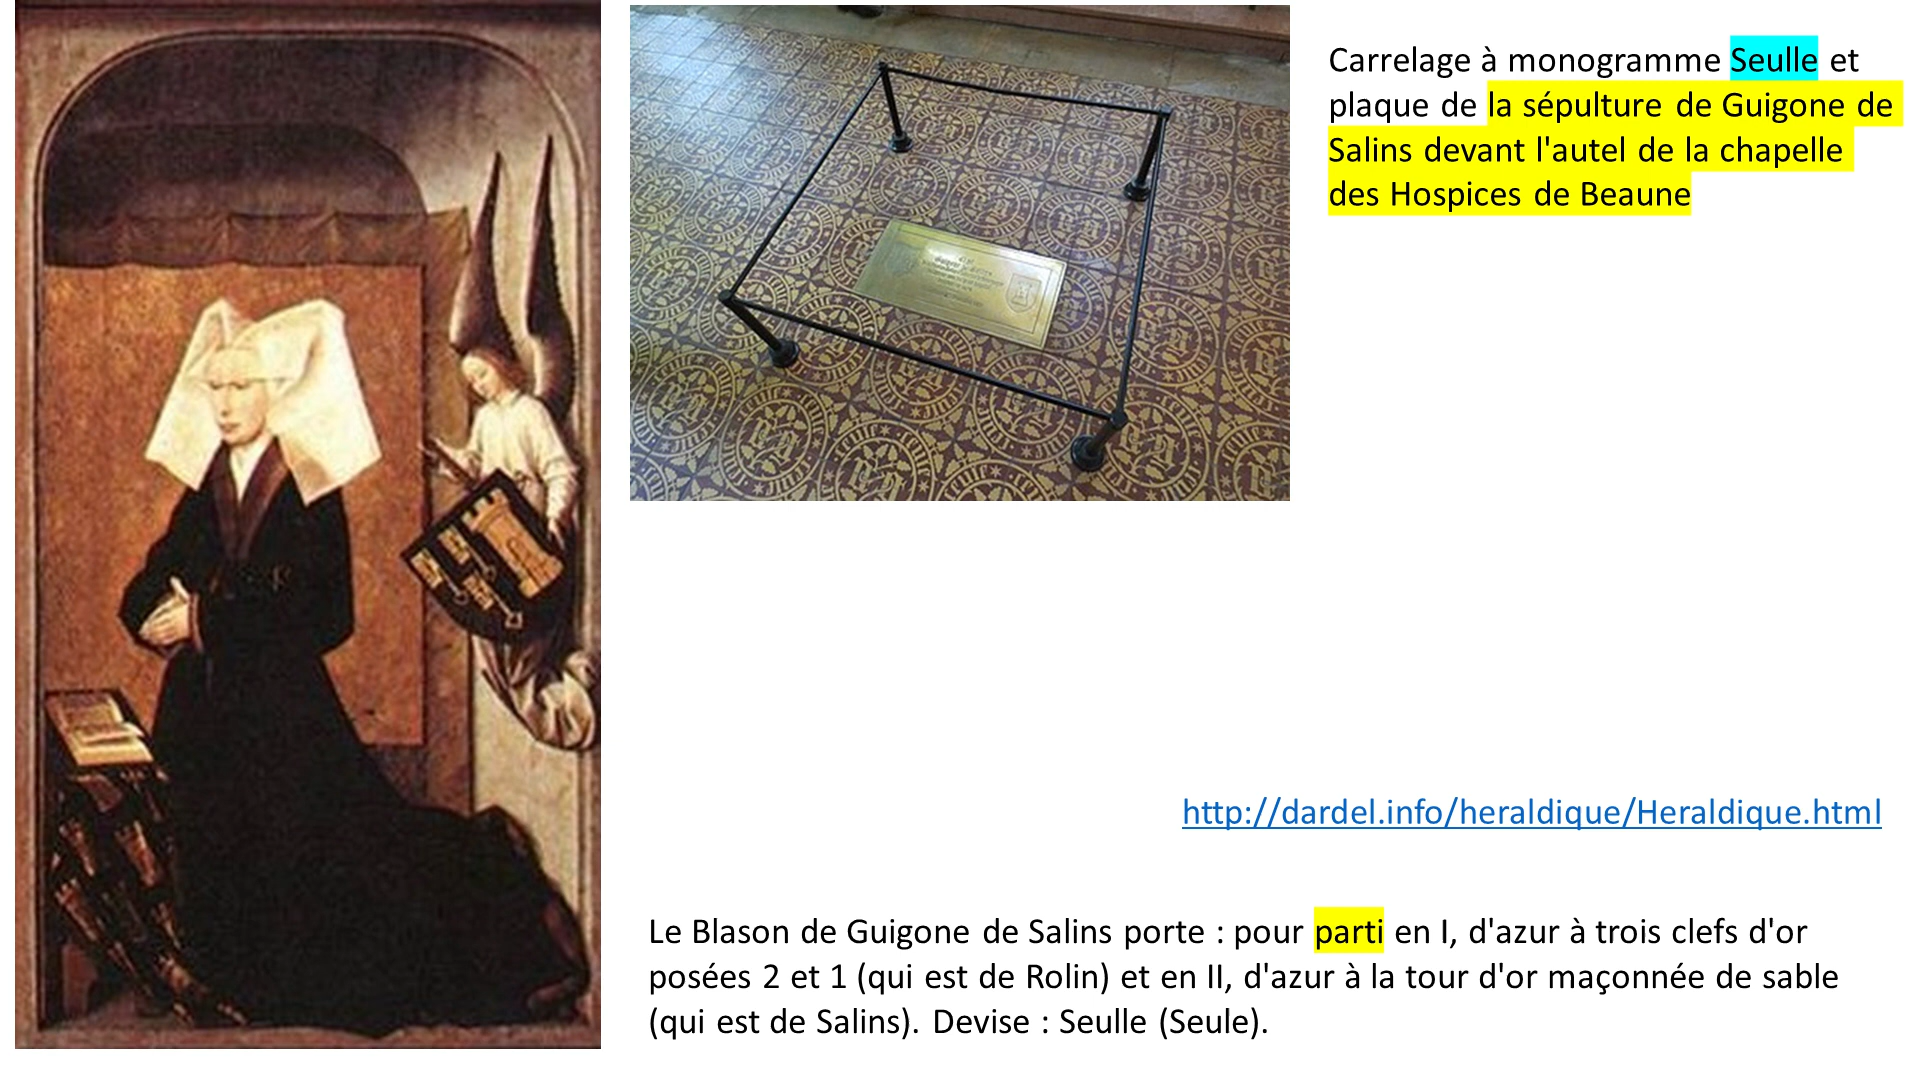 Carrelage à monogramme Seulle et
plaque de la sépulture de Guigone de
Salins devant l'autel de la chapelle
des Hospices de Beaune
http://dardel.info/heraldique/Heraldique.html
Le Blason de Guigone de Salins porte : pour parti en I, d'azur à trois clefs d'or
posées 2 et 1 (qui est de Rolin) et en II, d'azur à la tour d'or maçonnée de sable
(qui est de Salins). Devise : Seulle (Seule).